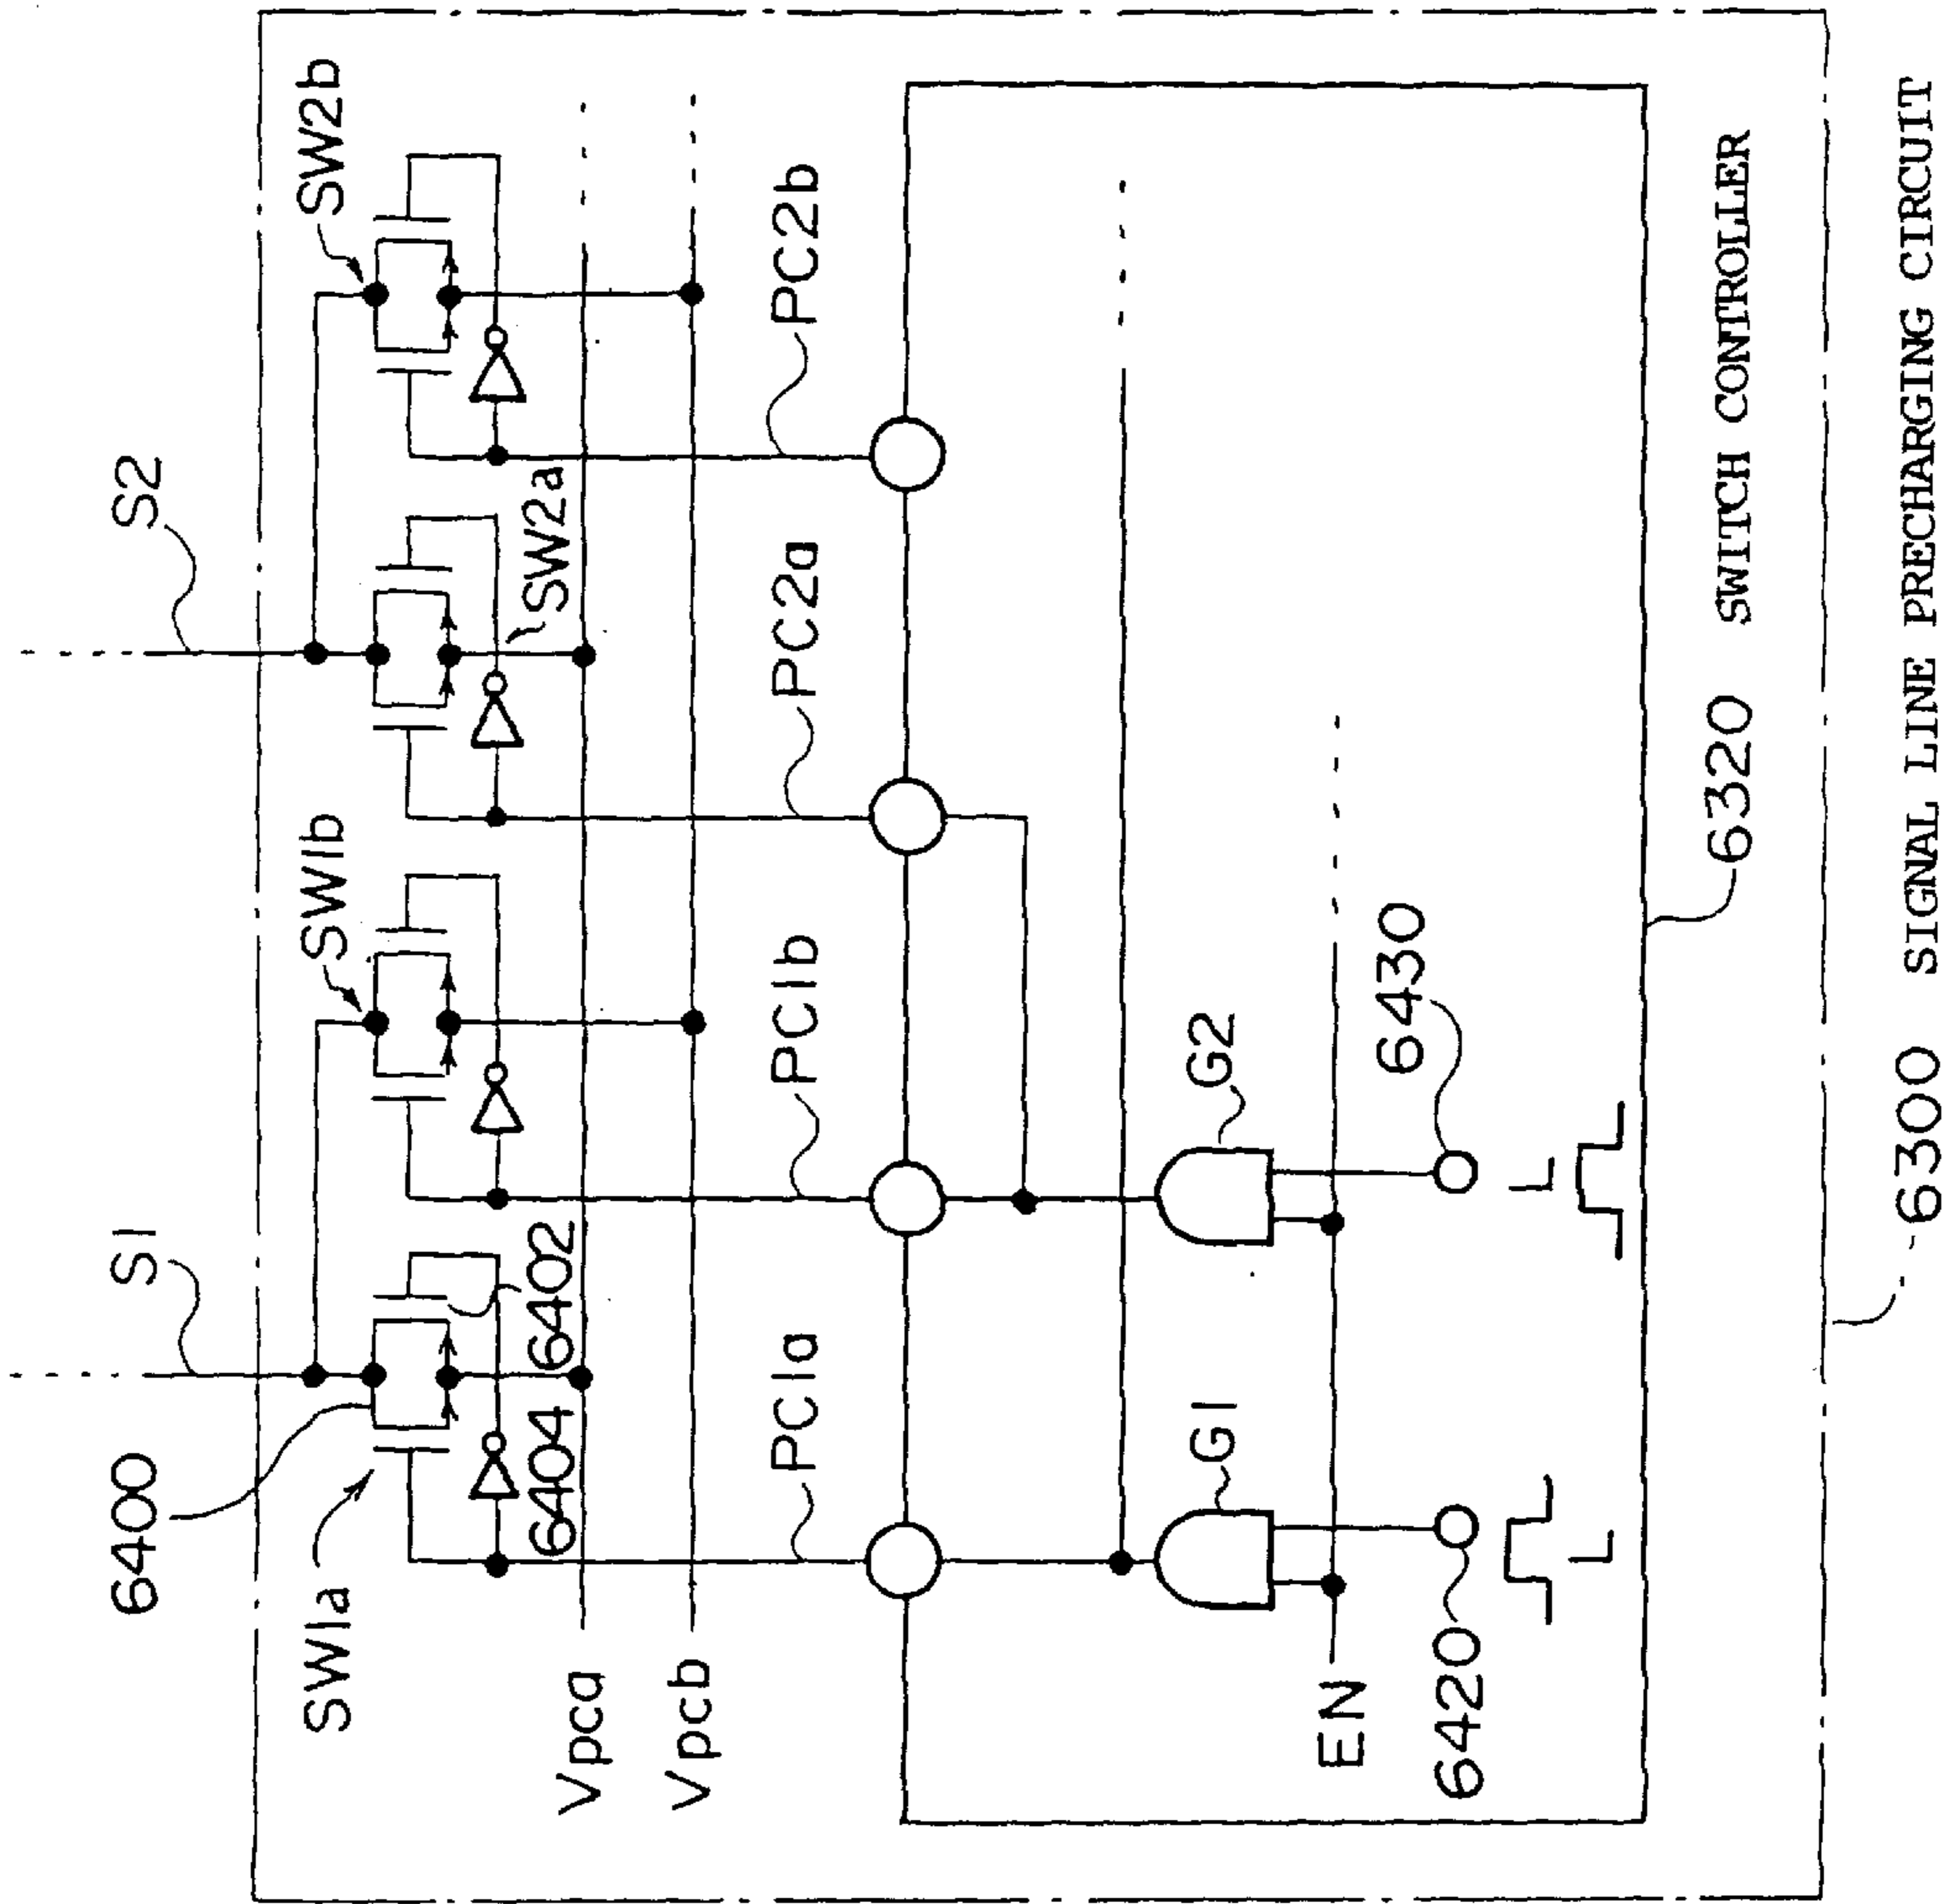 S1
S2
6400
SW1a
SW1b
SW2b
6404
6402
SW2a
Vpca
Vpcb
PC1a
PC1b
PC2a
PC2b
G1
G2
EN
6420
6430
L
L
6320 SWITCH CONTROLLER
6300 SIGNAL LINE PRECHARGING CIRCUIT